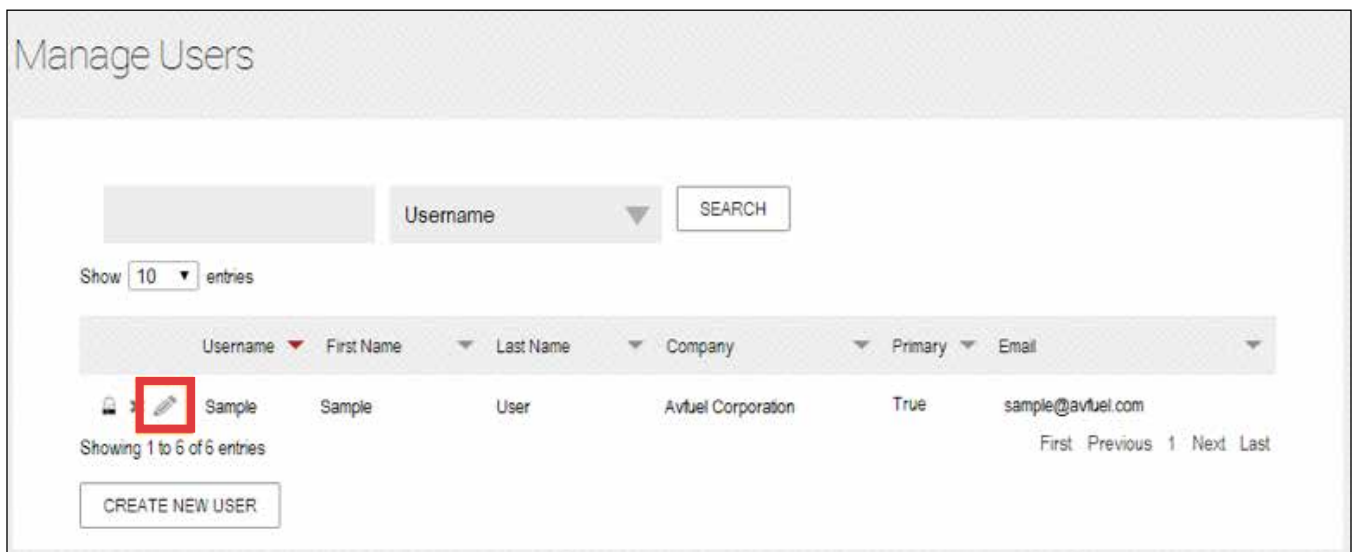 Manage Users
Username SEARCH
Show 10 entries
Username First Name Last Name Company Primary Email
Sample Sample User Avfuel Corporation True sample@avfuel.com
Showing 1 to 6 of 6 entries
First Previous 1 Next Last
CREATE NEW USER